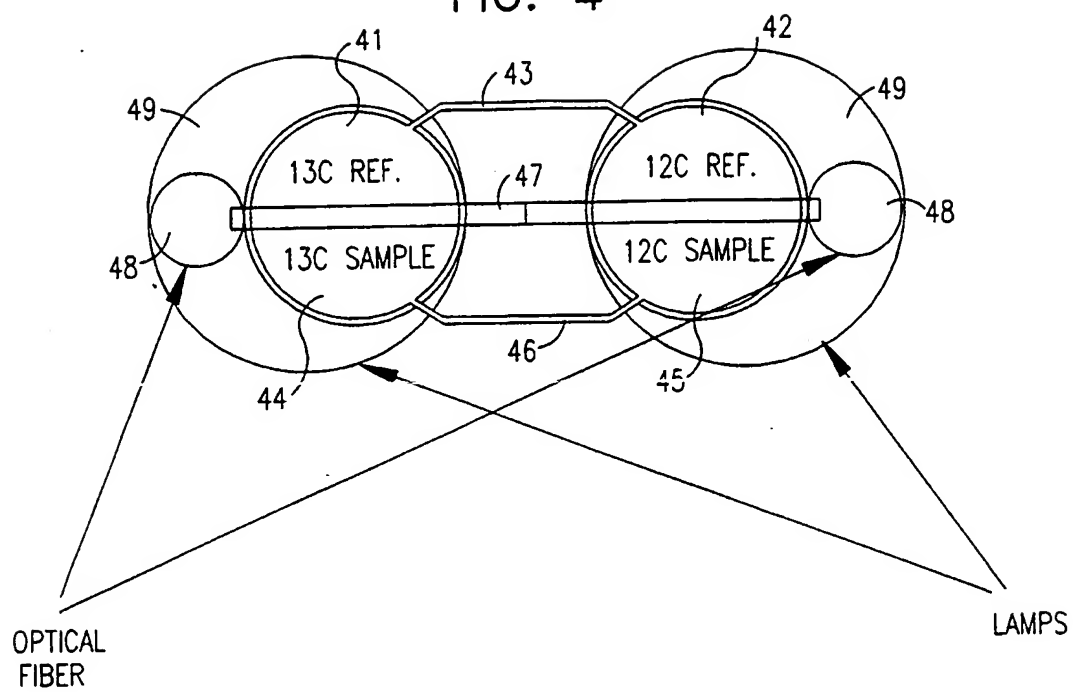 FIG. 4
41
42
43
49
49
13C REF.
12C REF.
47
48
48
13C SAMPLE
12C SAMPLE
46
44
45
OPTICAL
FIBER
LAMPS